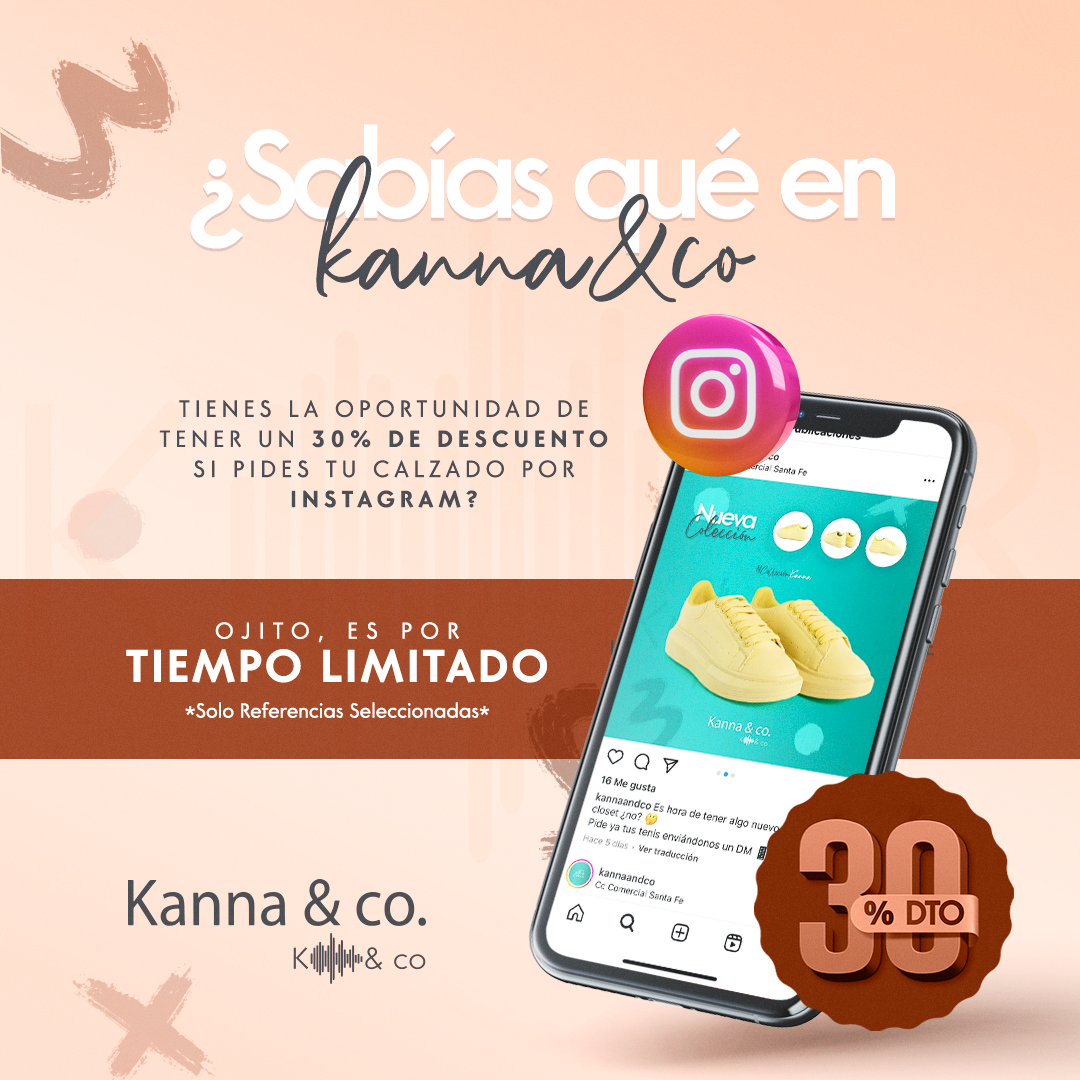 ¿Sabías qué en
kanna&co
TIENES LA OPORTUNIDAD DE
TENER UN 30% DE DESCUENTO
SI PIDES TU CALZADO POR
INSTAGRAM?
OJITO, ES POR
TIEMPO LIMITADO
*Solo Referencias Seleccionadas*
Kanna & co.
K & co
Santa Fe
Nueva
Colección
Kanna & co.
& co
16 Me gusta
kannaandco Es hora de tener algo nuevo
closet ¿no? 🤔
Pide ya tus tenis enviándonos un DM
Hace 5 días · Ver traducción
kannaandco
Cc Comercial Santa Fe
30
% DTO